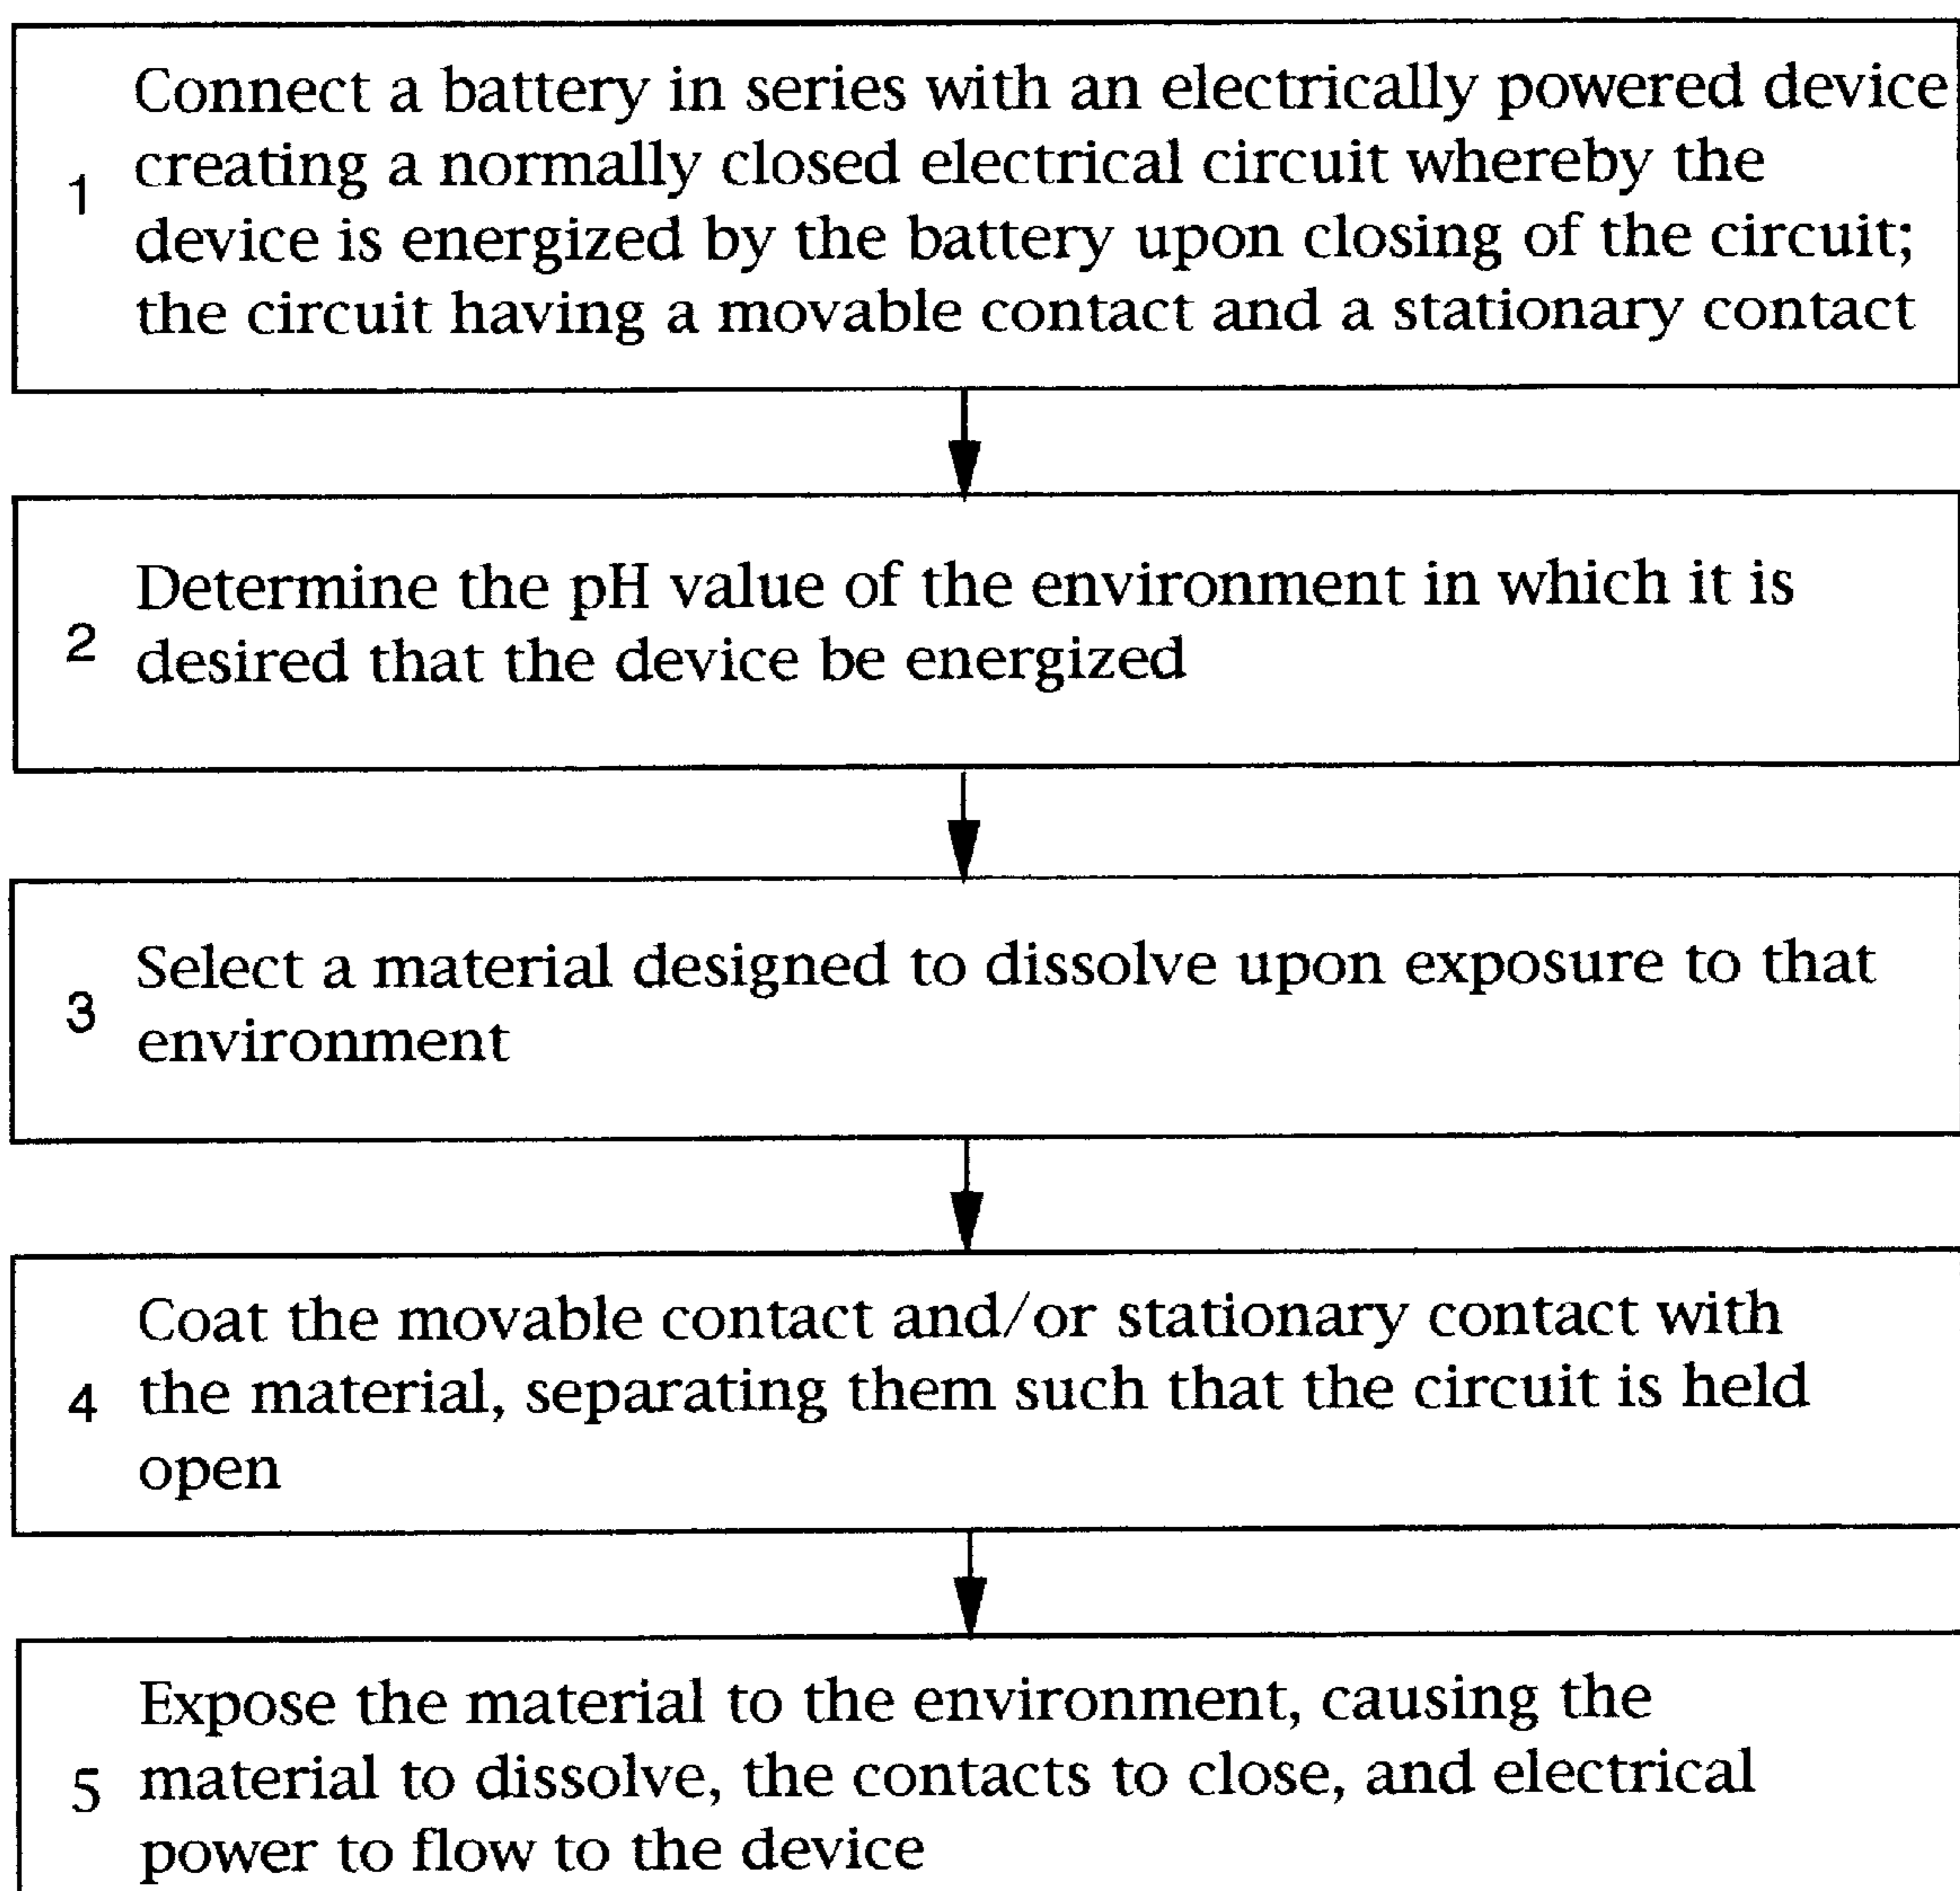 Connect a battery in series with an electrically powered device
creating a normally closed electrical circuit whereby the
1
device is energized by the battery upon closing of the circuit;
the circuit having a movable contact and a stationary contact
Determine the pH value of the environment in which it is
2
desired that the device be energized
Select a material designed to dissolve upon exposure to that
3
environment
Coat the movable contact and/or stationary contact with
4 the material, separating them such that the circuit is held
open
Expose the material to the environment, causing the
5 material to dissolve, the contacts to close, and electrical
power to flow to the device